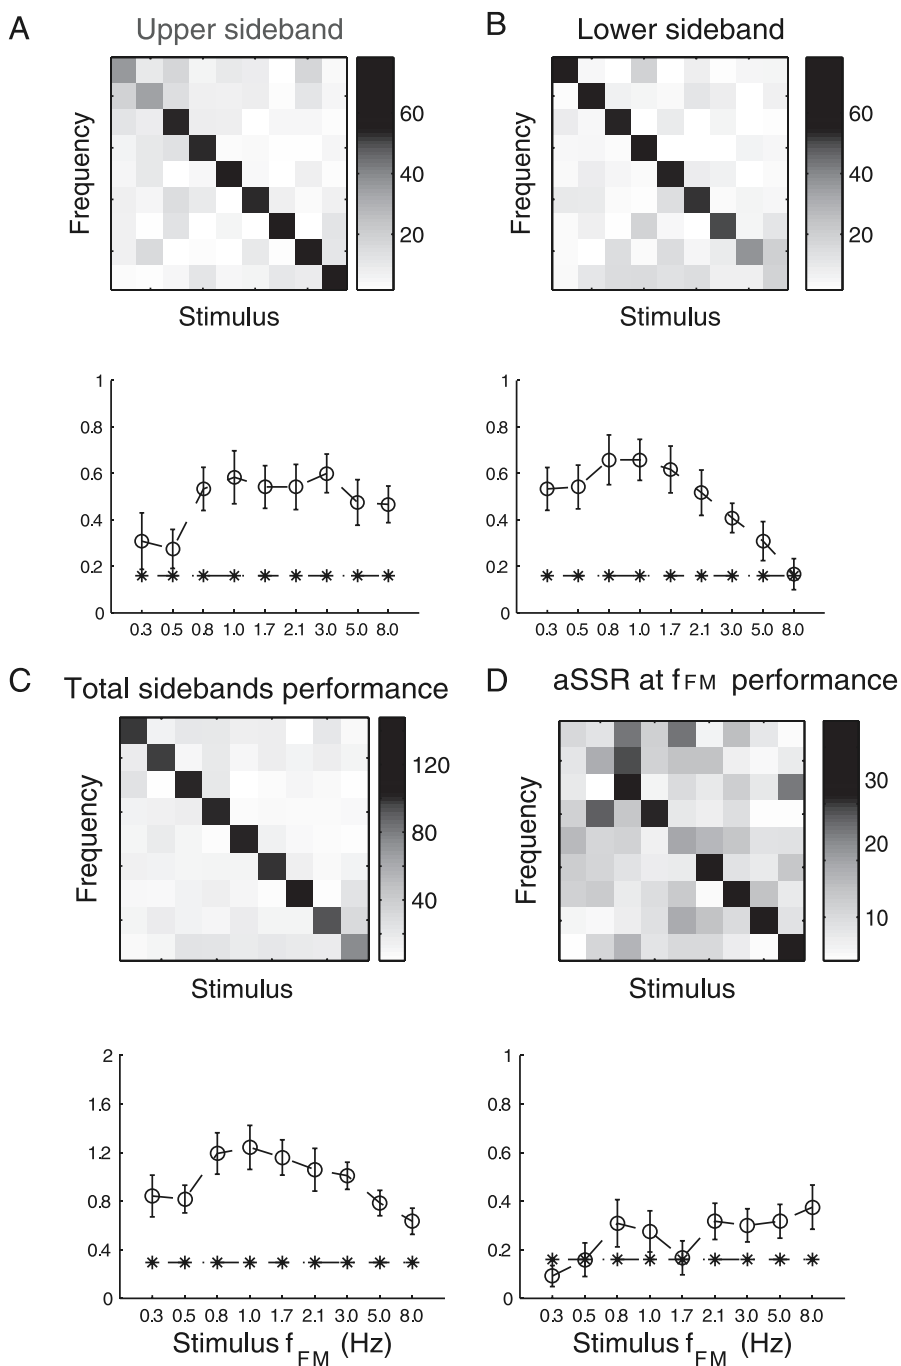 A
Upper sideband
Frequency
60
20
Stimulus
B
Lower sideband
Frequency
60
20
Stimulus
1
0.8
0.6
0.4
0.2
0
0.3 0.5 0.8 1.0 1.7 2.1 3.0 5.0 8.0
1
0.8
0.6
0.4
0.2
0
0.3 0.5 0.8 1.0 1.7 2.1 3.0 5.0 8.0
C
Total sidebands performance
Frequency
120
80
40
Stimulus
D
aSSR at fFM performance
Frequency
30
20
10
Stimulus
2
1.6
1.2
0.8
0.4
0
0.3 0.5 0.8 1.0 1.7 2.1 3.0 5.0 8.0
Stimulus fFM (Hz)
1
0.8
0.6
0.4
0.2
0
0.3 0.5 0.8 1.0 1.7 2.1 3.0 5.0 8.0
Stimulus fFM (Hz)